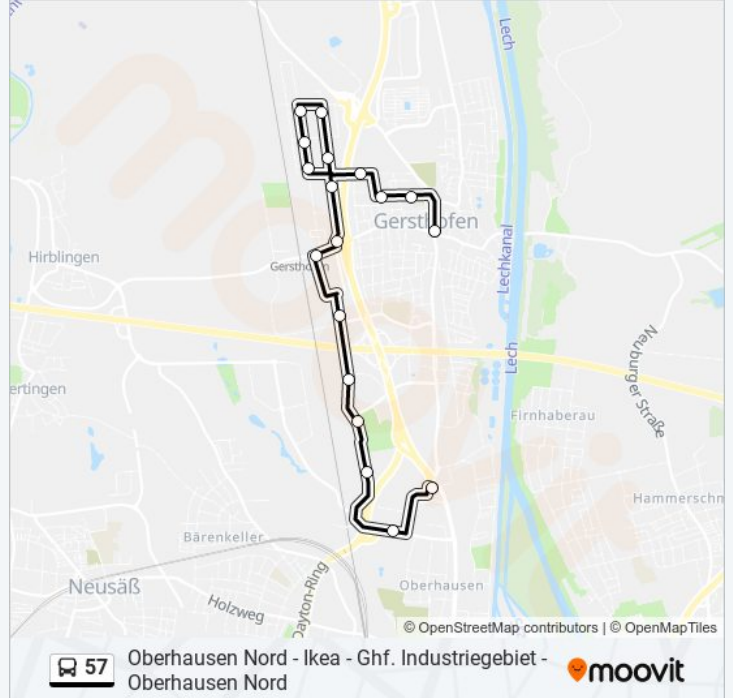 Lech
Gersthofen
Hirblingen
Lechkanal
Lech
Neuburger Straße
ertingen
Firnhaberau
Hammerschm
Bärenkeller
Neusäß
Dayton-Ring
Holzweg
Oberhausen
© OpenStreetMap contributors | © OpenMapTiles
57
Oberhausen Nord - Ikea - Ghf. Industriegebiet -
Oberhausen Nord
moovit